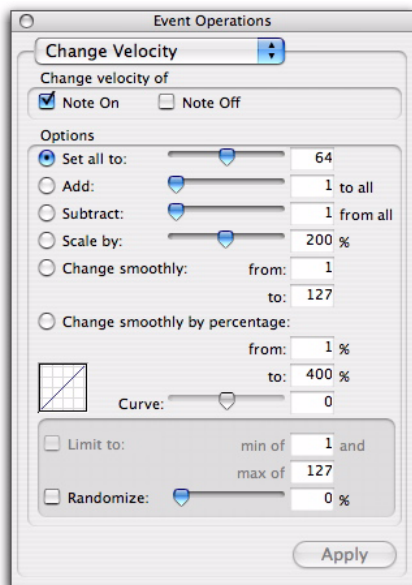 Event Operations
Change Velocity
Change velocity of
Note On Note Off
Options
Set all to: 64
Add: 1 to all
Subtract: 1 from all
Scale by: 200 %
Change smoothly: from: 1
to: 127
Change smoothly by percentage:
from: 1 %
to: 400 %
Curve: 0
Limit to: min of 1 and
max of 127
Randomize: 0 %
Apply